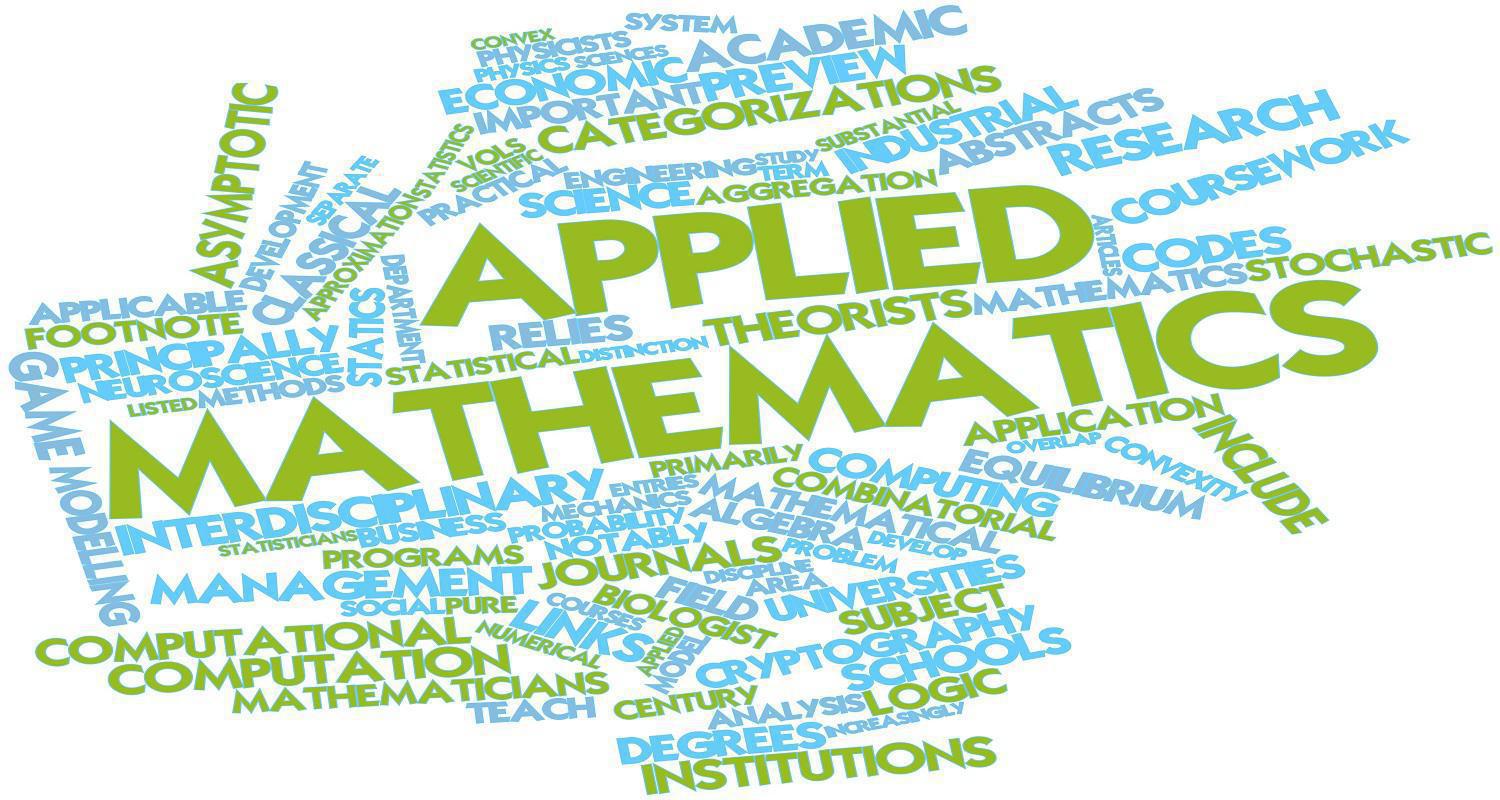 SYSTEM
CONVEX
PHYSICISTS
ACADEMIC
PHYSICS SCIENCES
ECONOMIC
PREVIEW
IMPORTANT
CATEGORIZATIONS
ASYMPTOTIC
STATISTICS
VOLS
SCIENTIFIC
PRACTICAL
SUBSTANTIAL
INDUSTRIAL
ABSTRACTS
RESEARCH
COURSEWORK
ENGINEERING
STUDY
TERM
SCIENCE
AGGREGATION
DEVELOPMENT
SEPARATE
CLASSICAL
APPROXIMATION
DEPARTMENT
STATICS
APPLIED
ARTICLES
CODES
MATHEMATICS
STOCHASTIC
APPLICABLE
FOOTNOTE
PRINCIPALLY
NEUROSCIENCE
LISTED
METHODS
RELIES
THEORISTS
STATISTICAL
DISTINCTION
MATHEMATICS
GAME
MODELLING
APPLICATION
INCLUDE
OVERLAP
CONVEXITY
EQUILIBRIUM
PRIMARILY
COMPUTING
COMBINATORIAL
INTERDISCIPLINARY
ENTRIES
MECHANICS
MATHEMATICAL
STATISTICIANS
BUSINESS
PROBABILITY
ALGEBRA
DEVELOP
NOTABLY
PROBLEM
PROGRAMS
JOURNALS
MANAGEMENT
DISCIPLINE
AREA
FIELD
UNIVERSITIES
SOCIAL
PURE
COURSES
BIOLOGIST
SUBJECT
LINKS
NUMERICAL
APPLIED
MODEL
CRYPTOGRAPHY
SCHOOLS
COMPUTATIONAL
COMPUTATION
MATHEMATICIANS
TEACH
CENTURY
ANALYSIS
LOGIC
DEGREES
INCREASINGLY
INSTITUTIONS